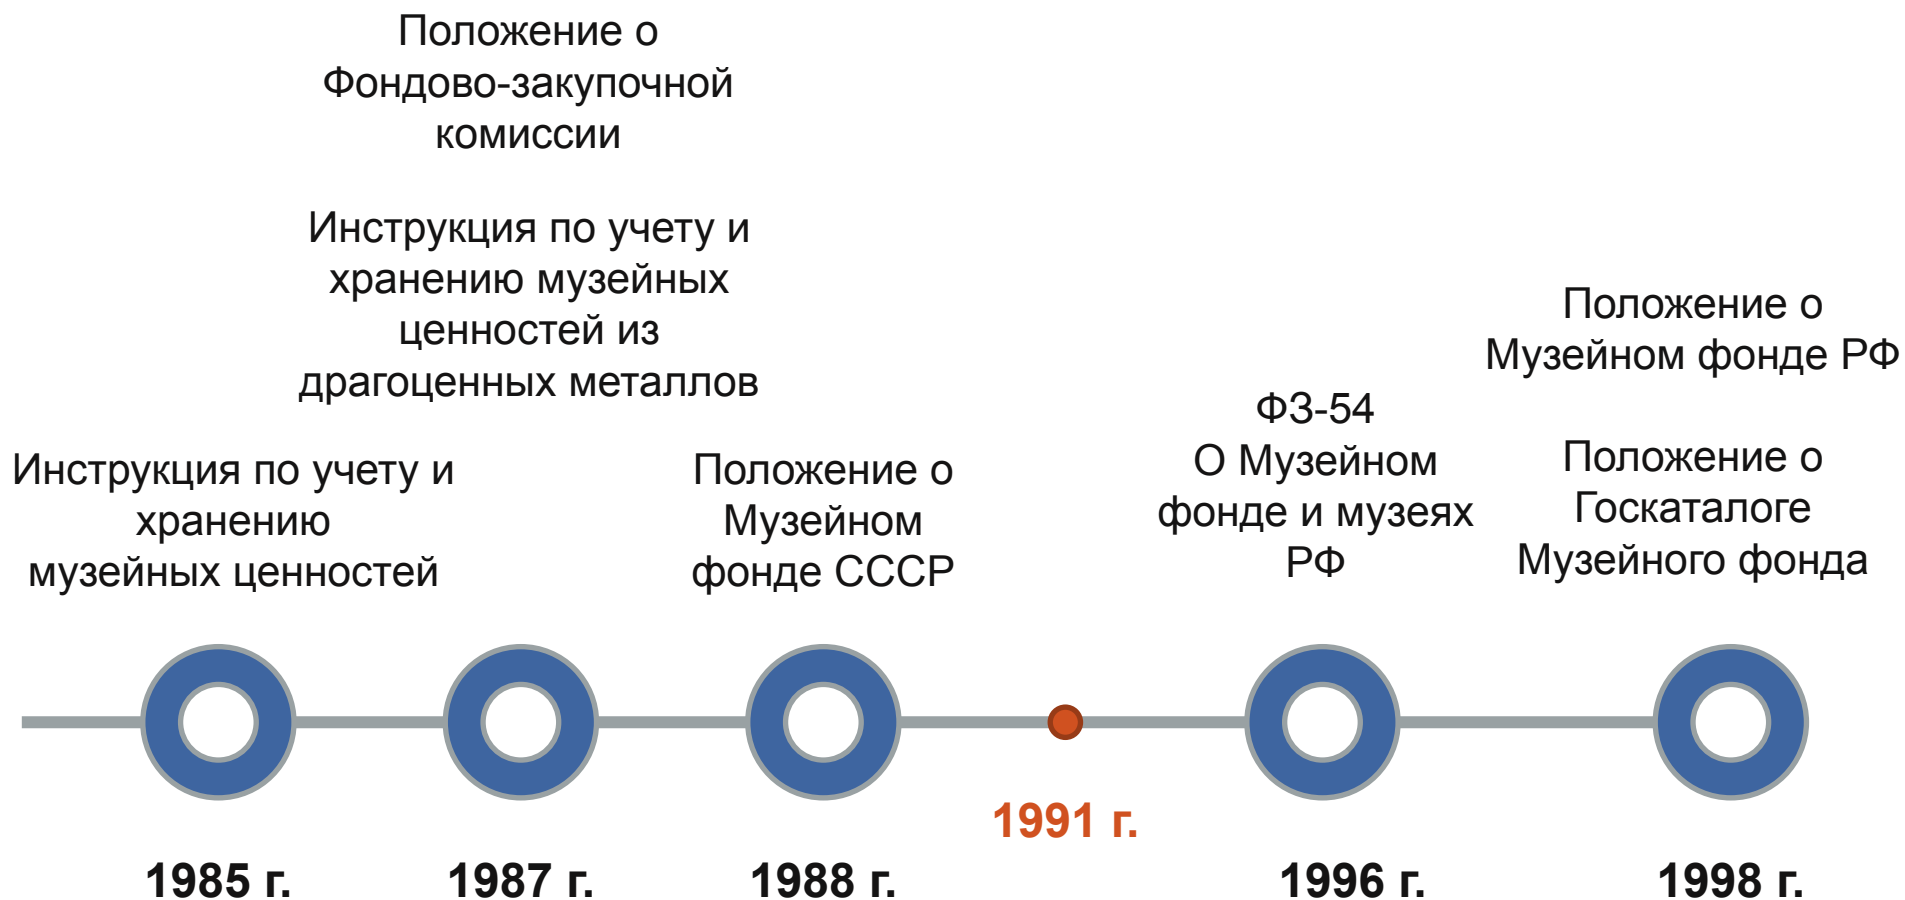 Положение о
Фондово-закупочной
комиссии
Инструкция по учету и
хранению музейных
ценностей из
драгоценных металлов
Инструкция по учету и
хранению
музейных ценностей
Положение о
Музейном
фонде СССР
ФЗ-54
О Музейном
фонде и музеях
РФ
Положение о
Музейном фонде РФ
Положение о
Госкаталоге
Музейного фонда
1985 г.
1987 г.
1988 г.
1991 г.
1996 г.
1998 г.